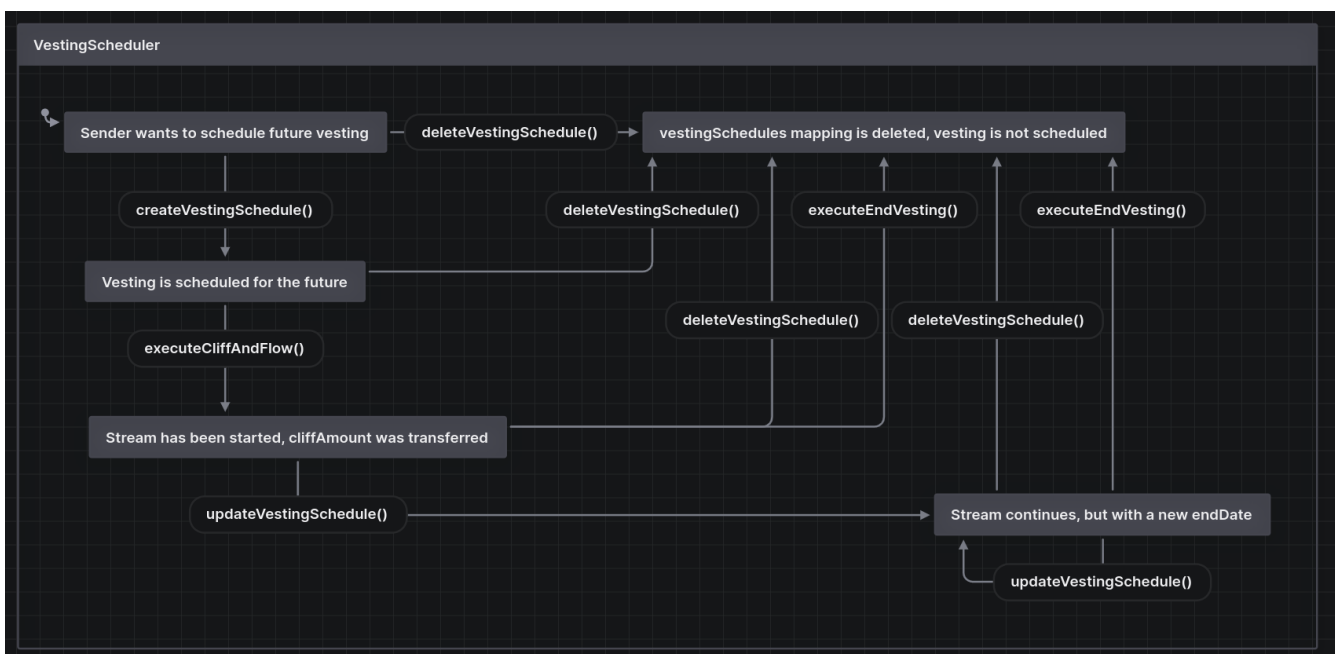 VestingScheduler
Sender wants to schedule future vesting
deleteVestingSchedule()
vestingSchedules mapping is deleted, vesting is not scheduled
createVestingSchedule()
deleteVestingSchedule()
executeEndVesting()
executeEndVesting()
Vesting is scheduled for the future
deleteVestingSchedule()
deleteVestingSchedule()
executeCliffAndFlow()
Stream has been started, cliffAmount was transferred
updateVestingSchedule()
Stream continues, but with a new endDate
updateVestingSchedule()